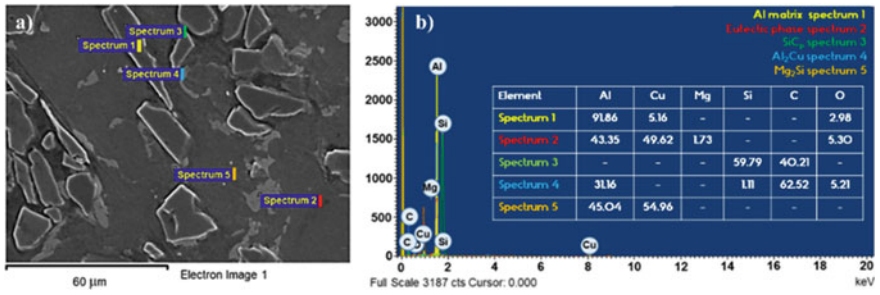 a)
Spectrum 3
Spectrum 1
Spectrum 4
Spectrum 5
Spectrum 2
60 µm
Electron Image 1
b)
3000
2500
2000
1500
1000
500
0
Al
Si
Mg
C
Cu
C
Si
Cu
Al matrix spectrum 1
Eutectic phase spectrum 2
SiCp spectrum 3
Al2Cu spectrum 4
Mg2Si spectrum 5
Element Al Cu Mg Si C O
Spectrum 1 91.86 5.16 - - - 2.98
Spectrum 2 43.35 49.62 1.73 - - 5.30
Spectrum 3 - - - 59.79 40.21 -
Spectrum 4 31.16 - - 1.11 62.52 5.21
Spectrum 5 45.04 54.96 - - - -
0 2 4 6 8 10 12 14 16 18 20
Full Scale 3187 cts Cursor: 0.000 keV